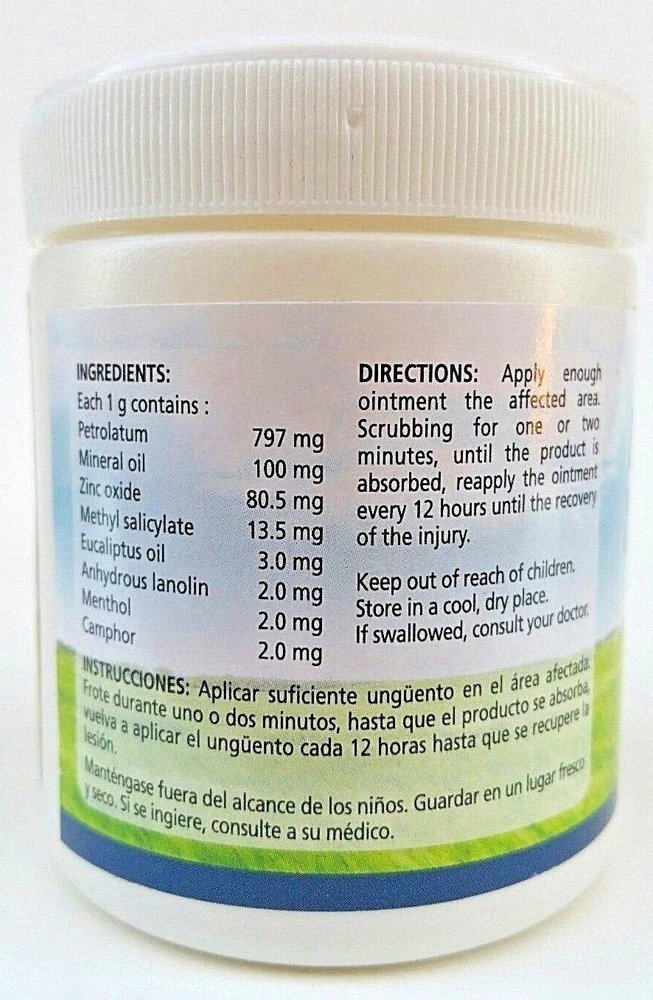 INGREDIENTS:
Each 1 g contains :
Petrolatum 797 mg
Mineral oil 100 mg
Zinc oxide 80.5 mg
Methyl salicylate 13.5 mg
Eucaliptus oil 3.0 mg
Anhydrous lanolin 2.0 mg
Menthol 2.0 mg
Camphor 2.0 mg
DIRECTIONS: Apply enough
ointment the affected area.
Scrubbing for one or two
minutes, until the product is
absorbed, reapply the ointment
every 12 hours until the recovery
of the injury.
Keep out of reach of children.
Store in a cool, dry place.
If swallowed, consult your doctor.
INSTRUCCIONES: Aplicar suficiente ungüento en el área afectada.
Frote durante uno o dos minutos, hasta que el producto se absorba,
vuelva a aplicar el ungüento cada 12 horas hasta que se recupere la
lesión.
Manténgase fuera del alcance de los niños. Guardar en un lugar fresco
y seco. Si se ingiere, consulte a su médico.